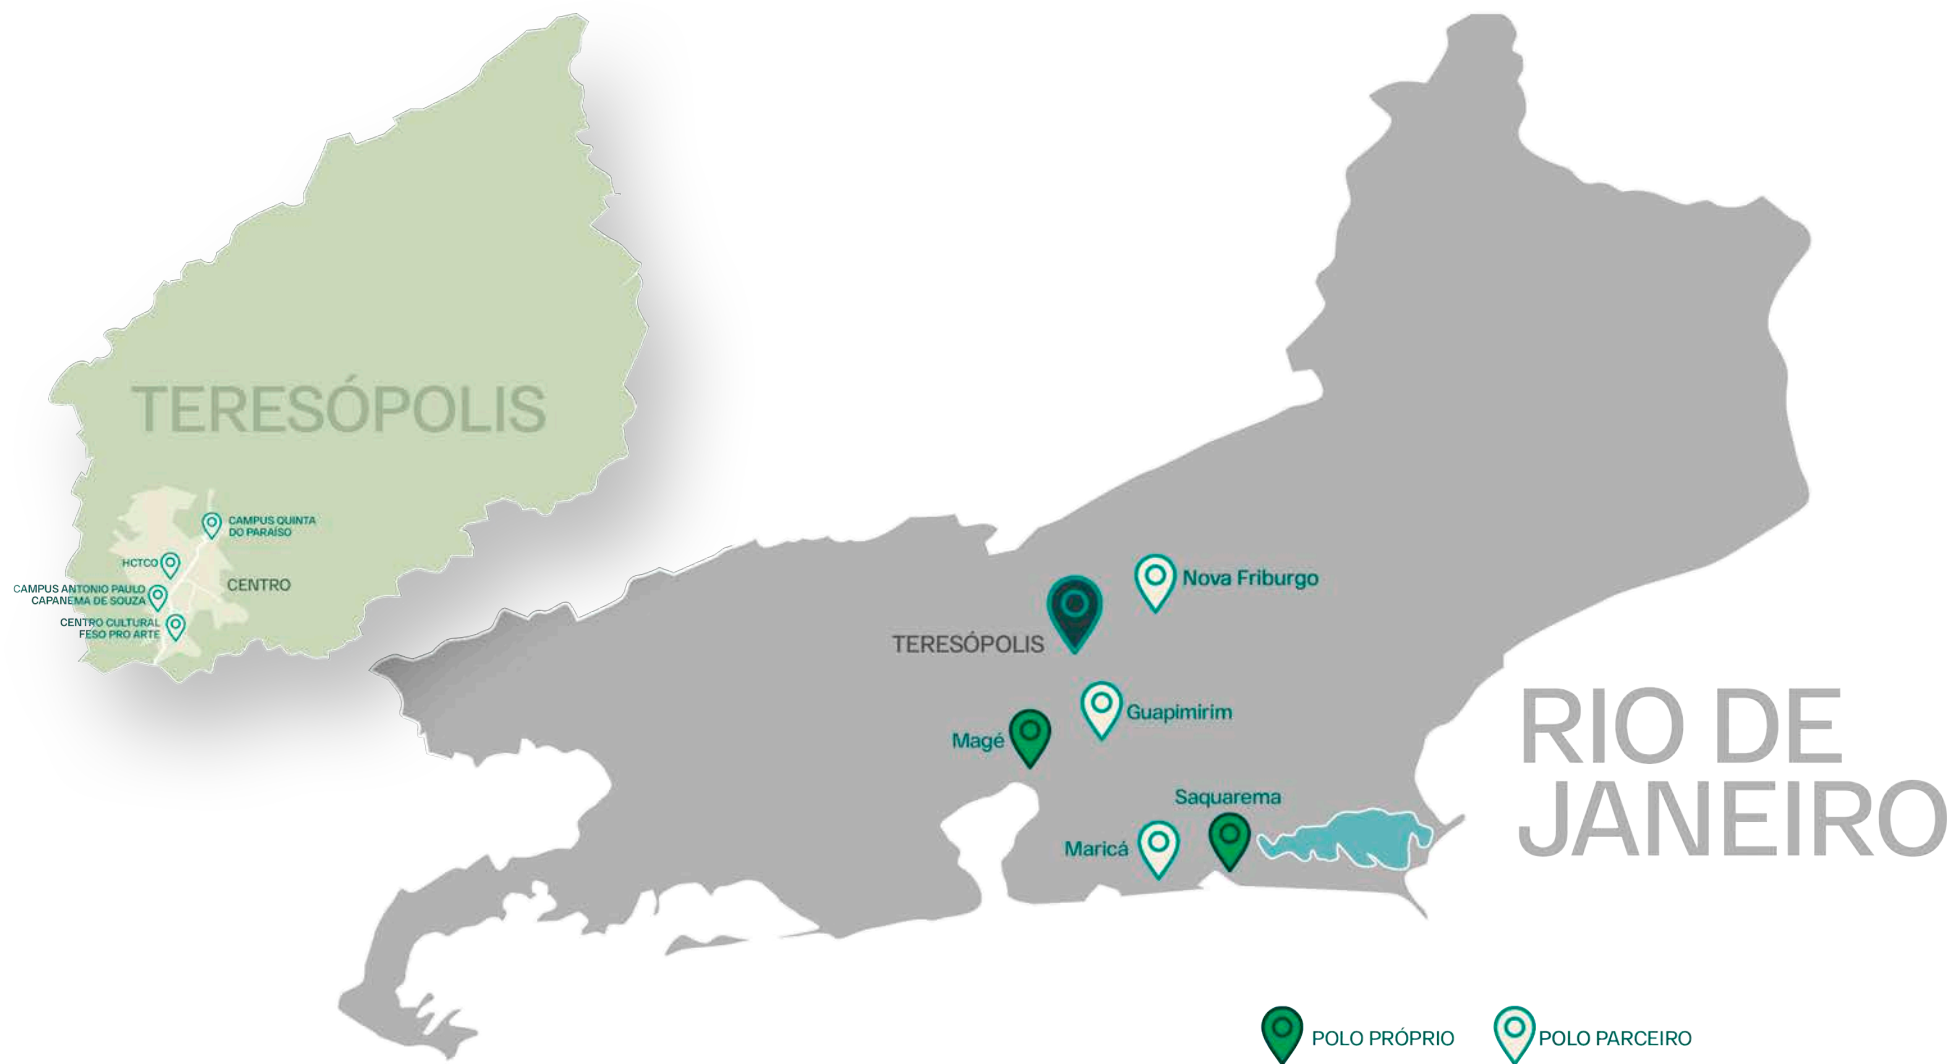 TERESÓPOLIS
CAMPUS QUINTA
DO PARAÍSO
HCTCO
CENTRO
CAMPUS ANTONIO PAULO
CAPANEMA DE SOUZA
CENTRO CULTURAL
FESO PRO ARTE
Nova Friburgo
TERESÓPOLIS
Guapimirim
Magé
Saquarema
Maricá
RIO DE
JANEIRO
POLO PRÓPRIO
POLO PARCEIRO